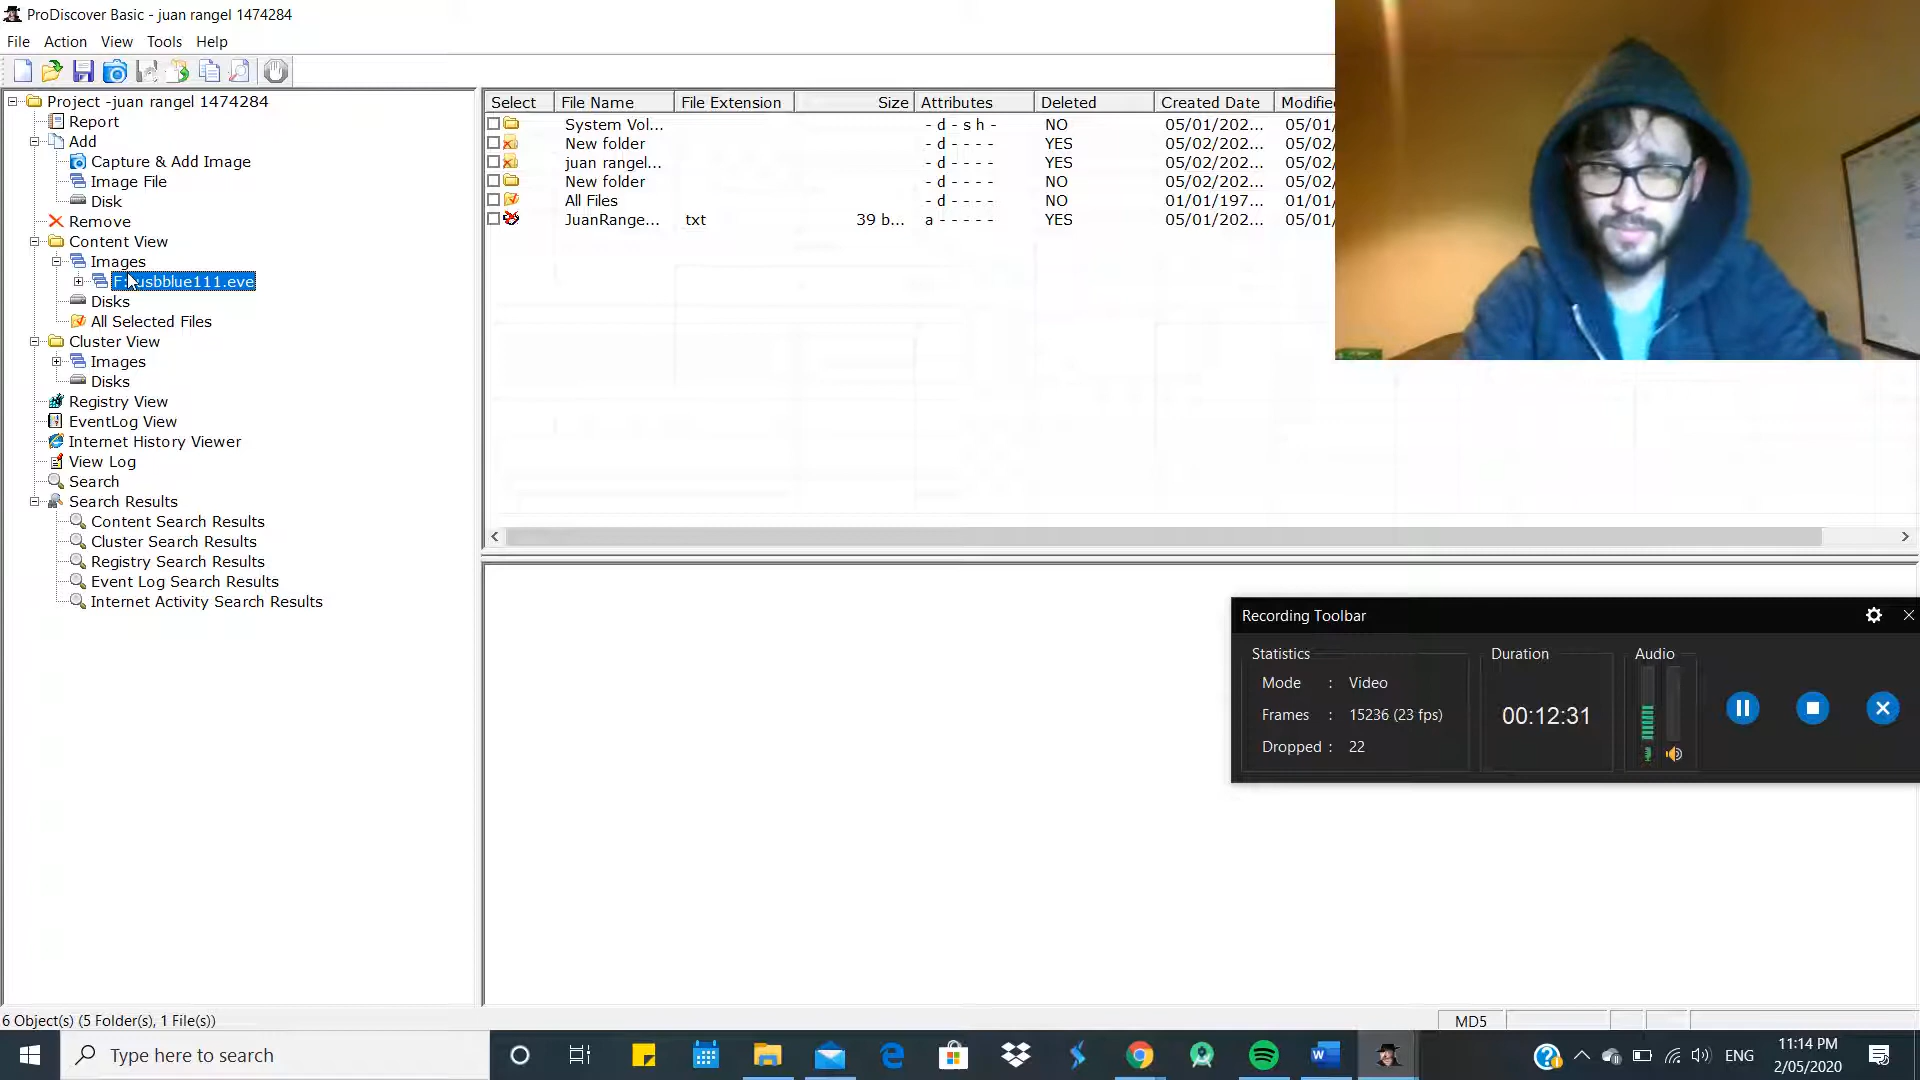 ProDiscover Basic - juan rangel 1474284
File Action View Tools Help
Project -juan rangel 1474284
Report
Add
Capture & Add Image
Image File
Disk
Remove
Content View
Images
F:\usbblue111.eve
Disks
All Selected Files
Cluster View
Images
Disks
Registry View
EventLog View
Internet History Viewer
View Log
Search
Search Results
Content Search Results
Cluster Search Results
Registry Search Results
Event Log Search Results
Internet Activity Search Results
Select File Name File Extension Size Attributes Deleted Created Date Modified
System Vol... - d - s h - NO 05/01/202... 05/01/
New folder - d - - - - YES 05/02/202... 05/02/
juan rangel... - d - - - - YES 05/02/202... 05/02/
New folder - d - - - - NO 05/02/202... 05/02/
All Files - d - - - - NO 01/01/197... 01/01/
JuanRange... txt 39 b... a - - - - - YES 05/01/202... 05/01/
Recording Toolbar
Statistics Duration Audio
Mode : Video
Frames : 15236 (23 fps)
Dropped : 22
00:12:31
6 Object(s) (5 Folder(s), 1 File(s))
MD5
Type here to search
ENG
11:14 PM
2/05/2020